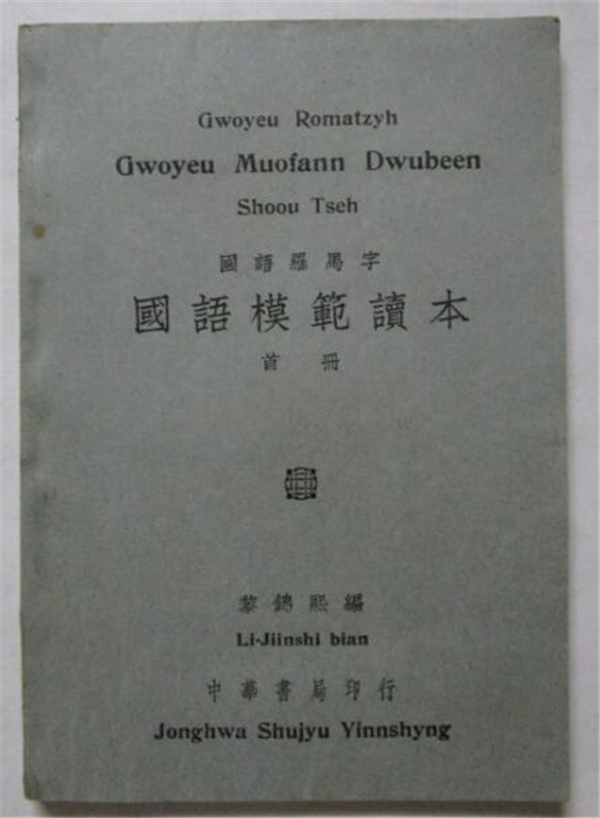 Gwoyeu Romatzyh
Gwoyeu Muofann Dwubeen
Shoou Tseh
國語羅馬字
國語模範讀本
首冊
黎錦熙編
Li-Jiinshi bian
中華書局印行
Jonghwa Shujyu Yinnshyng